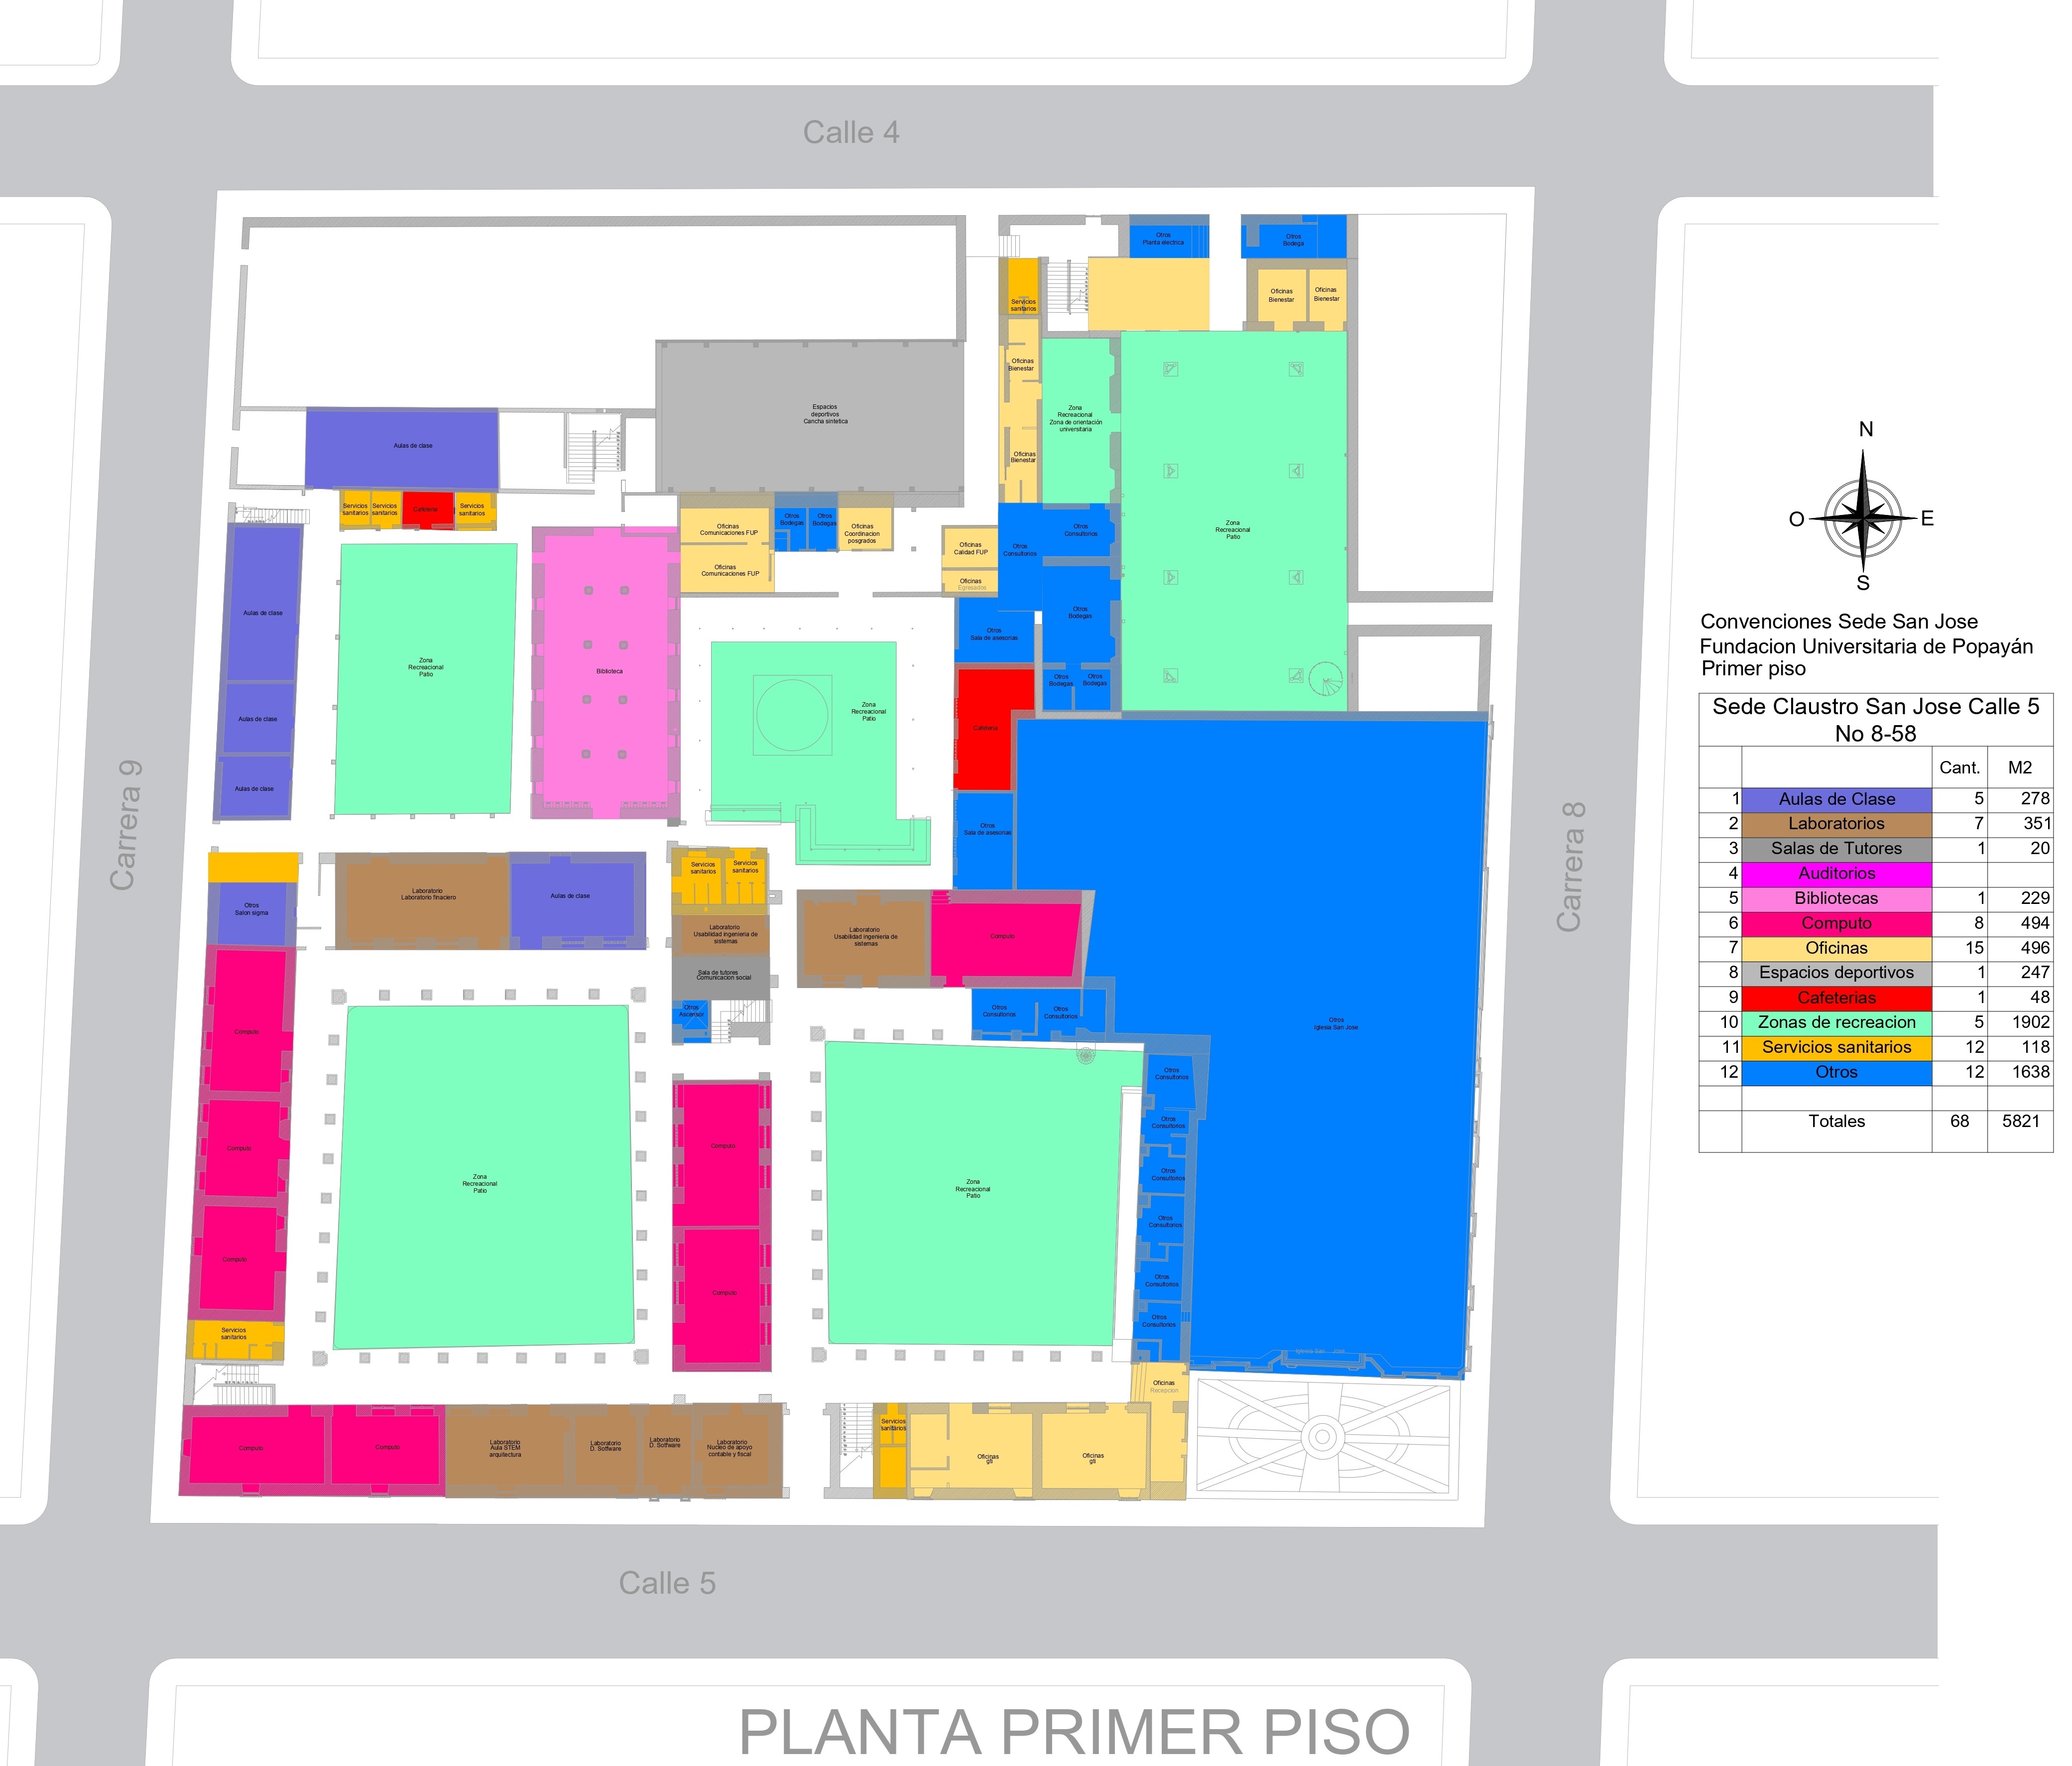 Calle 4
Otros
Planta electrica
Otros
Bodega
Oficinas
Bienestar
Oficinas
Bienestar
Servicios
sanitarios
Oficinas
Bienestar
Espacios
deportivos
Cancha sintetica
Zona
Recreacional
Zona de orientación
universitaria
Aulas de clase
Oficinas
Bienestar
Servicios
sanitarios
Servicios
sanitarios
Cafeteria
Servicios
sanitarios
Oficinas
Comunicaciones FUP
Otros
Bodegas
Otros
Bodegas
Oficinas
Coordinacion
posgrados
Otros
Consultorios
Otros
Consultorios
Zona
Recreacional
Patio
Oficinas
Calidad FUP
Oficinas
Comunicaciones FUP
Oficinas
Egresados
Aulas de clase
Otros
Bodegas
Otros
Sala de asesorias
Zona
Recreacional
Patio
Biblioteca
Otros
Bodegas
Otros
Bodegas
Zona
Recreacional
Patio
Aulas de clase
Cafeteria
Aulas de clase
Otros
Sala de asesorias
Carrera 9
Carrera 8
Servicios
sanitarios
Servicios
sanitarios
Laboratorio
Laboratorio finaciero
Aulas de clase
Otros
Salon sigma
Laboratorio
Usabilidad ingenieria de
sistemas
Laboratorio
Usabilidad ingenieria de
sistemas
Computo
Sala de tutores
Comunicacion social
Otros
Ascensor
Otros
Consultorios
Otros
Consultorios
Otros
Iglesia San Jose
Computo
Otros
Consultorios
Otros
Consultorios
Computo
Computo
Otros
Consultorios
Zona
Recreacional
Patio
Zona
Recreacional
Patio
Otros
Consultorios
Computo
Otros
Consultorios
Computo
Otros
Consultorios
Servicios
sanitarios
Iglesia San Jose
Oficinas
Recepcion
Servicios
sanitarios
Computo
Computo
Laboratorio
Aula STEM
arquitectura
Laboratorio
D. Software
Laboratorio
D. Software
Laboratorio
Nucleo de apoyo
contable y fiscal
Oficinas
gti
Oficinas
gti
Calle 5
PLANTA PRIMER PISO
N
O E
S
Convenciones Sede San Jose
Fundacion Universitaria de Popayán
Primer piso
Sede Claustro San Jose Calle 5
No 8-58
Cant. M2
1 Aulas de Clase 5 278
2 Laboratorios 7 351
3 Salas de Tutores 1 20
4 Auditorios
5 Bibliotecas 1 229
6 Computo 8 494
7 Oficinas 15 496
8 Espacios deportivos 1 247
9 Cafeterias 1 48
10 Zonas de recreacion 5 1902
11 Servicios sanitarios 12 118
12 Otros 12 1638
Totales 68 5821